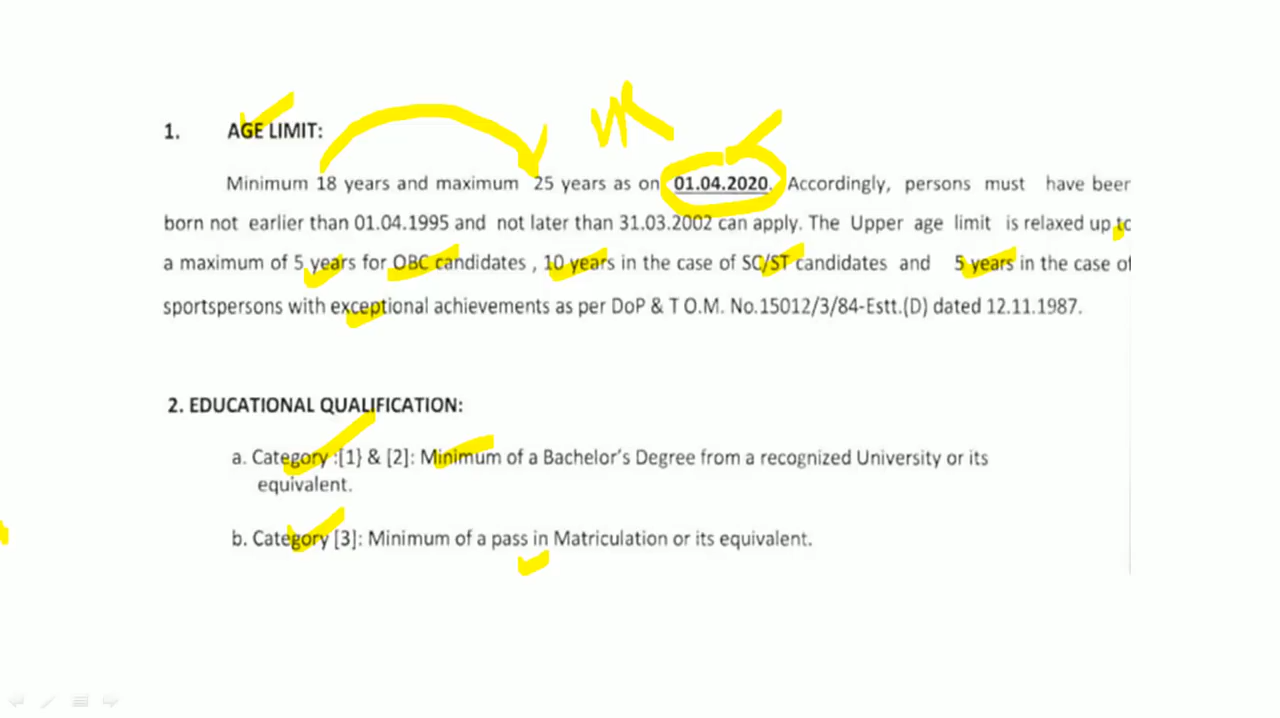 1. AGE LIMIT:
Minimum 18 years and maximum 25 years as on 01.04.2020. Accordingly, persons must have been
born not earlier than 01.04.1995 and not later than 31.03.2002 can apply. The Upper age limit is relaxed up to
a maximum of 5 years for OBC candidates , 10 years in the case of SC/ST candidates and 5 years in the case of
sportspersons with exceptional achievements as per DoP & T O.M. No.15012/3/84-Estt.(D) dated 12.11.1987.
2. EDUCATIONAL QUALIFICATION:
a. Category :[1} & [2]: Minimum of a Bachelor's Degree from a recognized University or its
equivalent.
b. Category [3]: Minimum of a pass in Matriculation or its equivalent.